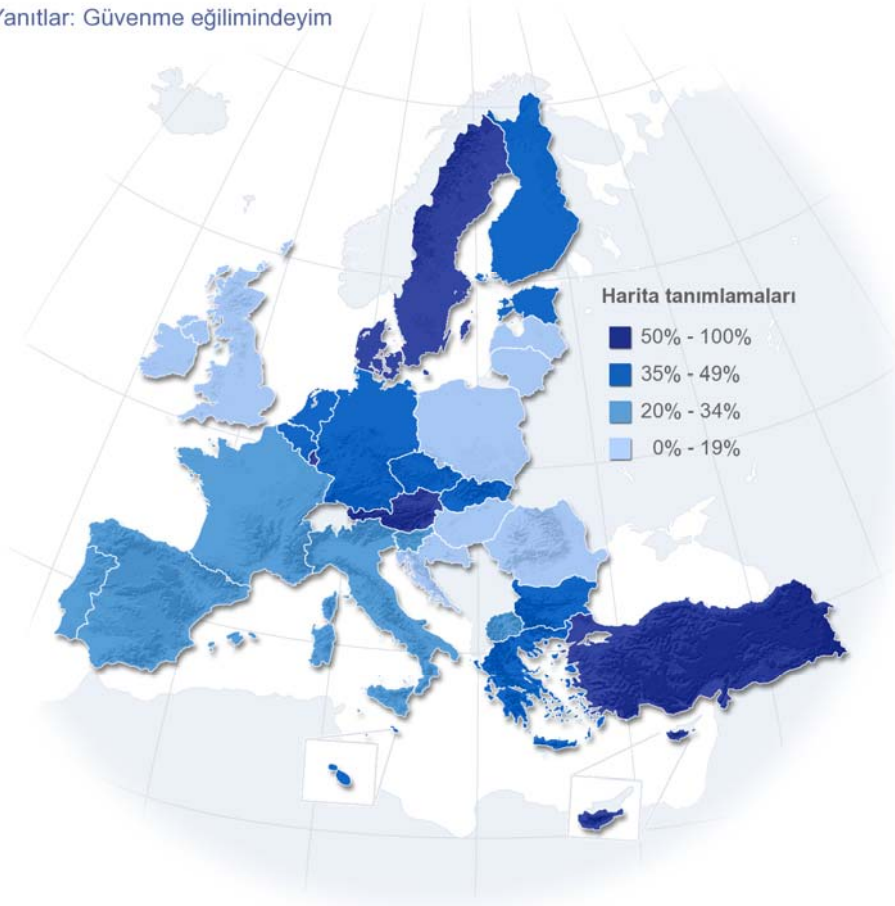 Yanıtlar: Güvenme eğilimindeyim
Harita tanımlamaları
50% - 100%
35% - 49%
20% - 34%
0% - 19%